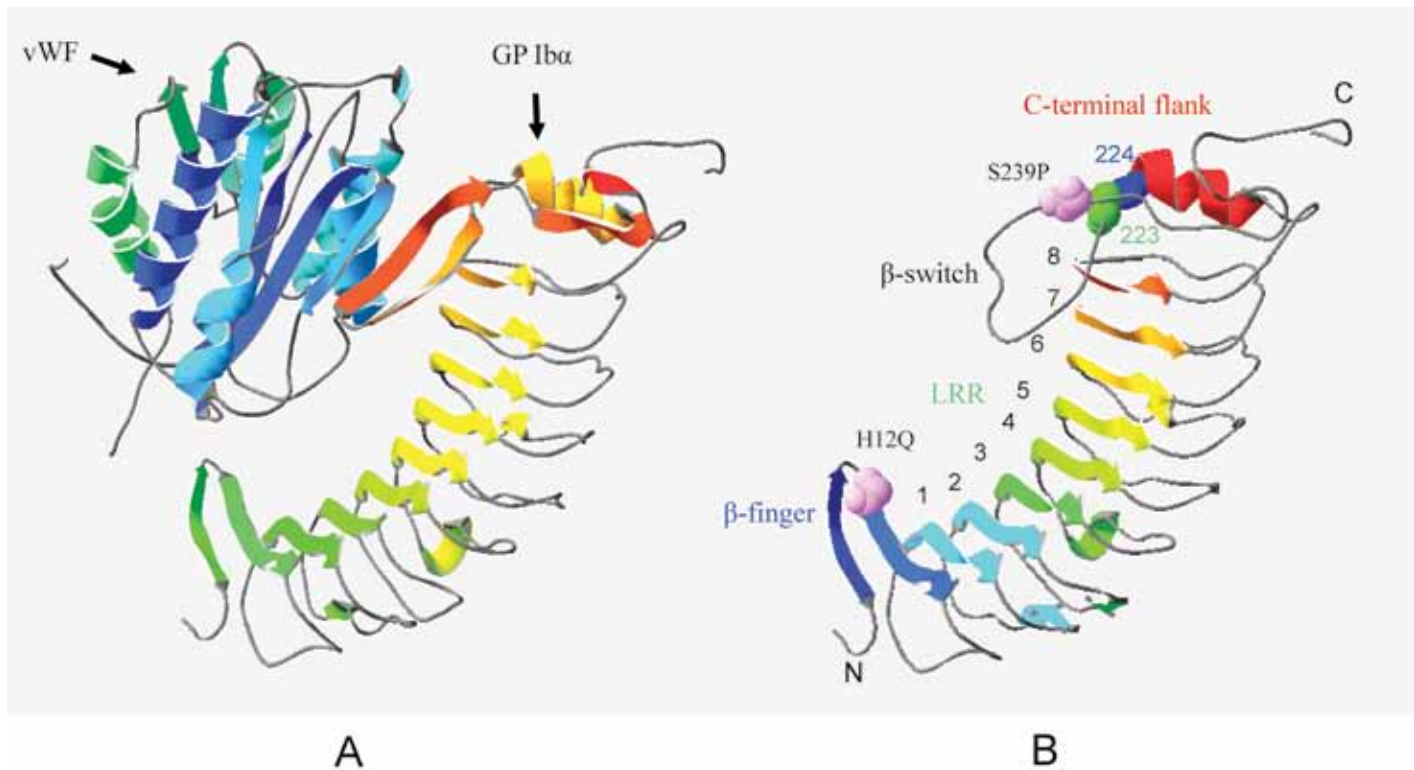 vWF
GP Ibα
C-terminal flank
C
224
S239P
223
β-switch
8
7
6
LRR
5
4
H12Q
3
2
1
β-finger
N
A
B